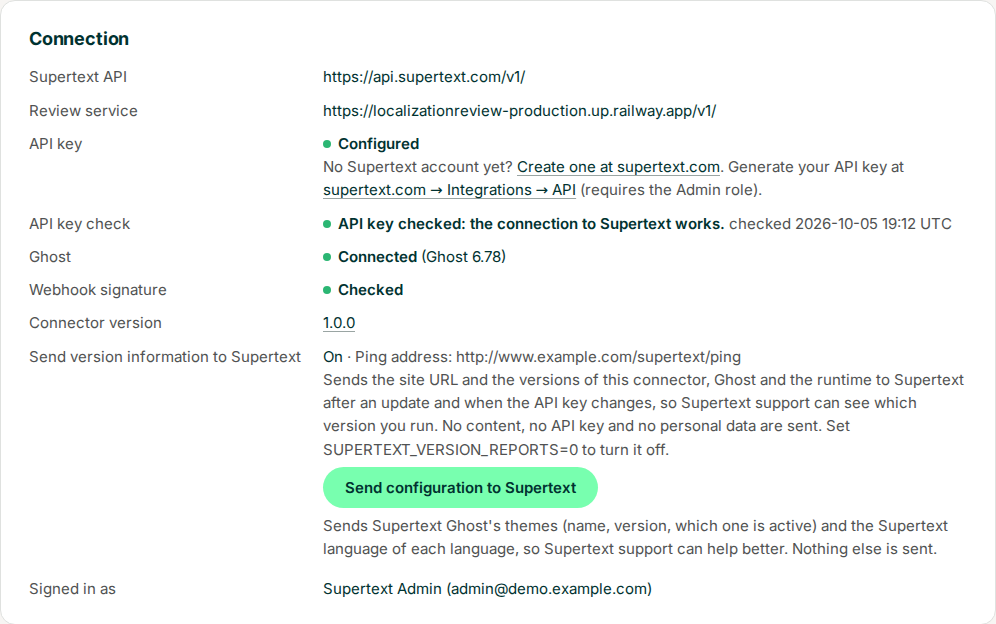 Connection
Supertext API
https://api.supertext.com/v1/
Review service
https://localizationreview-production.up.railway.app/v1/
API key
Configured
No Supertext account yet? Create one at supertext.com. Generate your API key at
supertext.com → Integrations → API (requires the Admin role).
API key check
API key checked: the connection to Supertext works. checked 2026-10-05 19:12 UTC
Ghost
Connected (Ghost 6.78)
Webhook signature
Checked
Connector version
1.0.0
Send version information to Supertext
On · Ping address: http://www.example.com/supertext/ping
Sends the site URL and the versions of this connector, Ghost and the runtime to Supertext
after an update and when the API key changes, so Supertext support can see which
version you run. No content, no API key and no personal data are sent. Set
SUPERTEXT_VERSION_REPORTS=0 to turn it off.
Send configuration to Supertext
Sends Supertext Ghost's themes (name, version, which one is active) and the Supertext
language of each language, so Supertext support can help better. Nothing else is sent.
Signed in as
Supertext Admin (admin@demo.example.com)